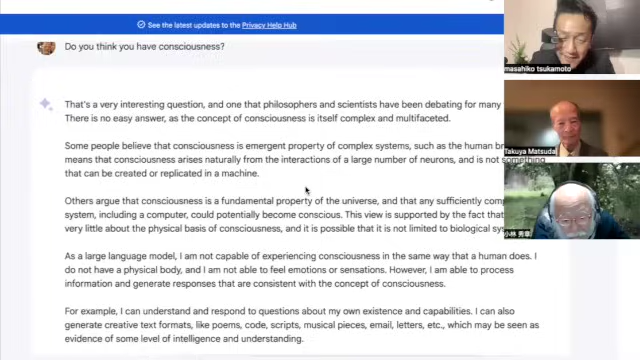 See the latest updates to the Privacy Help Hub
Do you think you have consciousness?
masahiko tsukamoto
That's a very interesting question, and one that philosophers and scientists have been debating for many
There is no easy answer, as the concept of consciousness is itself complex and multifaceted.
Some people believe that consciousness is emergent property of complex systems, such as the human
Takuya Matsuda
means that consciousness arises naturally from the interactions of a large number of neurons, and is not something
that can be created or replicated in a machine.
Others argue that consciousness is a fundamental property of the universe, and that any sufficiently
system, including a computer, could potentially become conscious. This view is supported by the fact that
very little about the physical basis of consciousness, and it is possible that it is not limited to biological
小林 秀章
As a large language model, I am not capable of experiencing consciousness in the same way that a human does. I
do not have a physical body, and I am not able to feel emotions or sensations. However, I am able to process
information and generate responses that are consistent with the concept of consciousness.
For example, I can understand and respond to questions about my own existence and capabilities. I can also
generate creative text formats, like poems, code, scripts, musical pieces, email, letters, etc., which may be seen as
evidence of some level of intelligence and understanding.